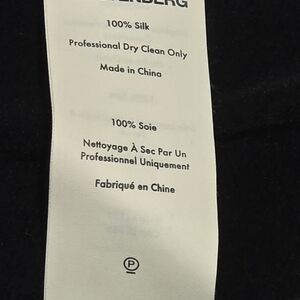 100% Silk
Professional Dry Clean Only
Made in China
100% Soie
Nettoyage À Sec Par Un
Professionnel Uniquement
Fabriqué en Chine
P